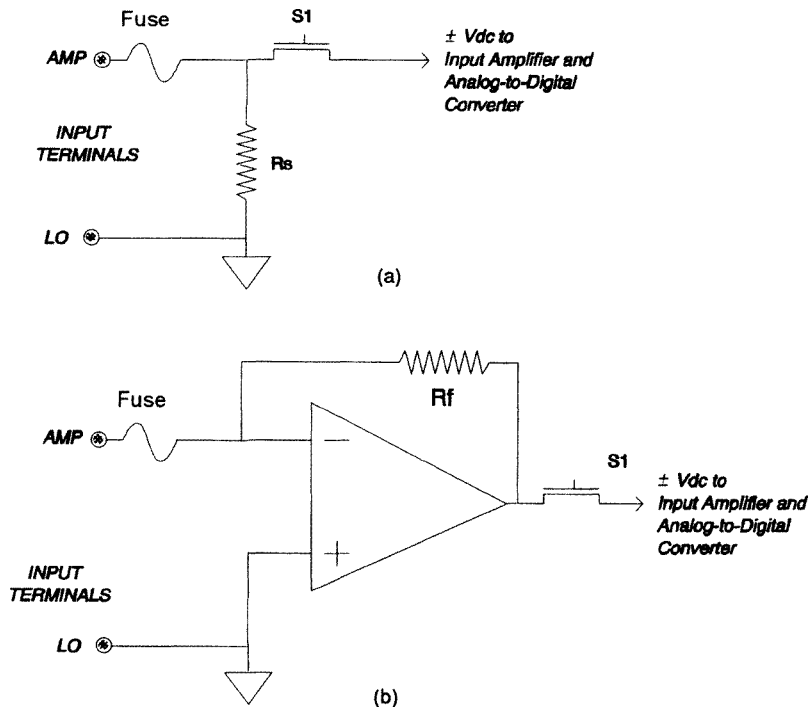 Fuse
S1
AMP
± Vdc to
Input Amplifier and
Analog-to-Digital
Converter
INPUT
TERMINALS
Rs
LO
(a)
Rf
Fuse
AMP
S1
± Vdc to
Input Amplifier and
Analog-to-Digital
Converter
INPUT
TERMINALS
LO
(b)